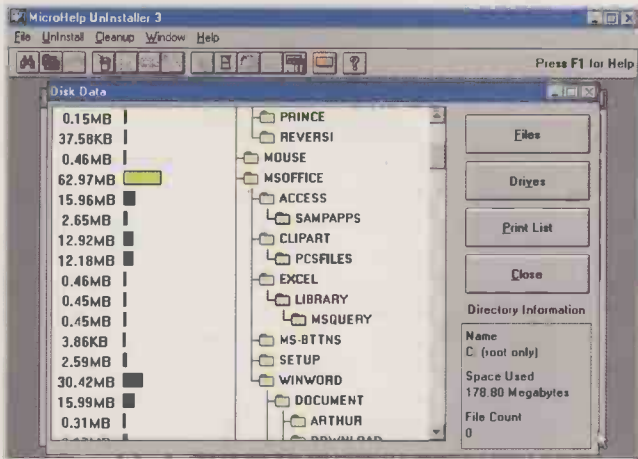 MicroHelp UnInstaller 3
File UnInstall Cleanup Window Help
Press F1 for Help
Disk Data
0.15MB PRINCE
37.58KB REVERSI
0.46MB MOUSE
62.97MB MSOFFICE
15.96MB ACCESS
2.65MB SAMPAPPS
12.92MB CLIPART
12.18MB PCSFILES
0.46MB EXCEL
0.45MB LIBRARY
0.45MB MSQUERY
3.86KB MS-BTTNS
2.59MB SETUP
30.42MB WINWORD
15.99MB DOCUMENT
0.31MB ARTHUR
DOWNLOAD
Files
Drives
Print List
Close
Directory Information
Name
C: (root only)
Space Used
178.80 Megabytes
File Count
0